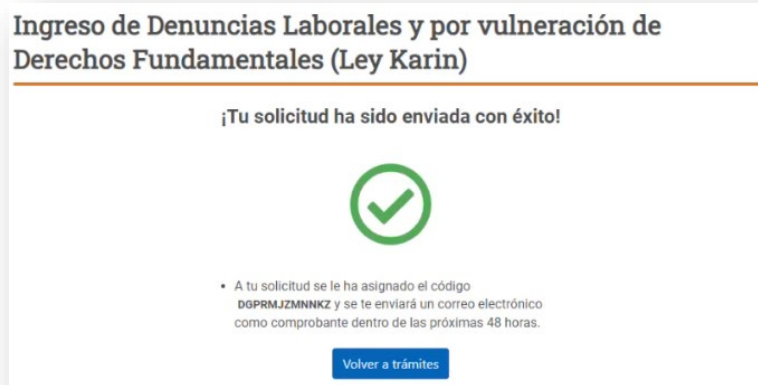 Ingreso de Denuncias Laborales y por vulneración de
Derechos Fundamentales (Ley Karin)
¡Tu solicitud ha sido enviada con éxito!
• A tu solicitud se le ha asignado el código
DGPRMJZMNNKZ y se te enviará un correo electrónico
como comprobante dentro de las próximas 48 horas.
Volver a trámites